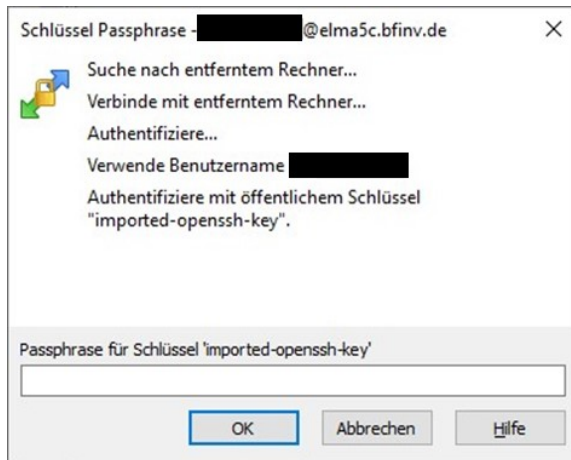 Schlüssel Passphrase - @elma5c.bfinv.de
Suche nach entferntem Rechner...
Verbinde mit entferntem Rechner...
Authentifiziere...
Verwende Benutzername
Authentifiziere mit öffentlichem Schlüssel
"imported-openssh-key".
Passphrase für Schlüssel 'imported-openssh-key'
OK
Abbrechen
Hilfe